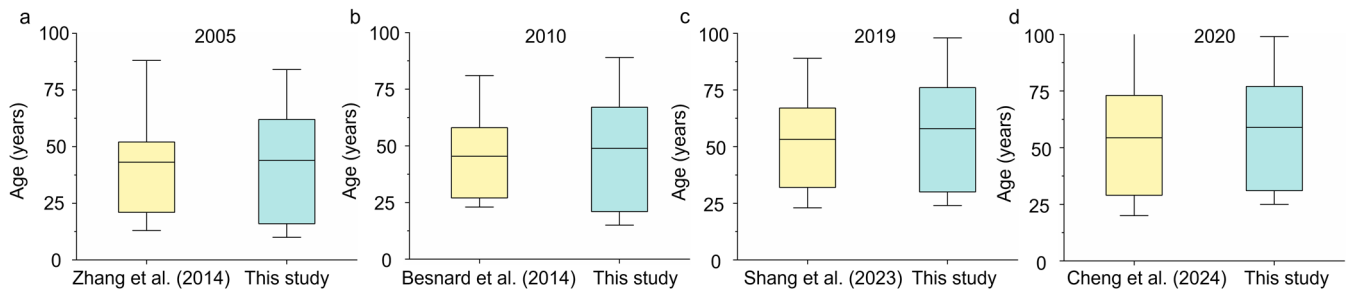 a
2005
100
75
50
25
0
Age (years)
Zhang et al. (2014) This study
b
2010
100
75
50
25
0
Age (years)
Besnard et al. (2014) This study
c
2019
100
75
50
25
0
Age (years)
Shang et al. (2023) This study
d
2020
100
75
50
25
0
Age (years)
Cheng et al. (2024) This study